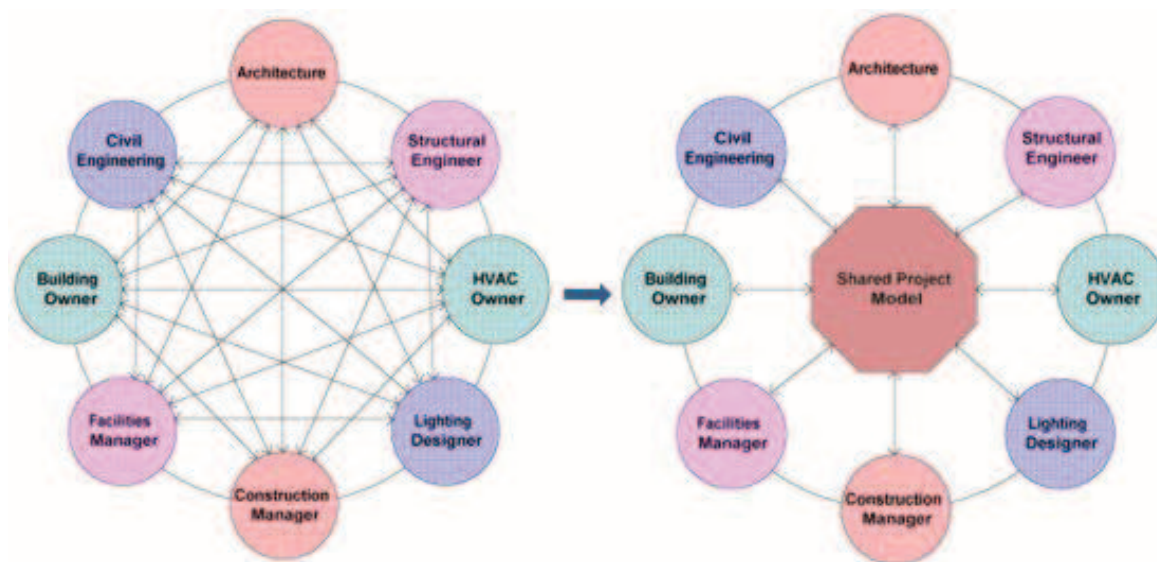 Architecture
Civil
Engineering
Structural
Engineer
Building
Owner
HVAC
Owner
Facilities
Manager
Lighting
Designer
Construction
Manager
Architecture
Civil
Engineering
Structural
Engineer
Building
Owner
Shared Project
Model
HVAC
Owner
Facilities
Manager
Lighting
Designer
Construction
Manager